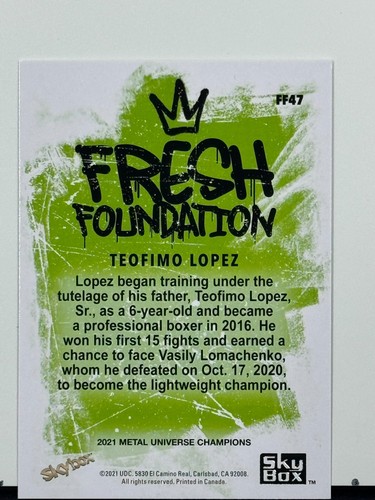 FF47
FRESH
FOUNDATION
TEOFIMO LOPEZ
Lopez began training under the
tutelage of his father, Teofimo Lopez,
Sr., as a 6-year-old and became
a professional boxer in 2016. He
won his first 15 fights and earned a
chance to face Vasily Lomachenko,
whom he defeated on Oct. 17, 2020,
to become the lightweight champion.
2021 METAL UNIVERSE CHAMPIONS
Skybox
©2021 UDC. 5830 El Camino Real, Carlsbad, CA 92008.
All rights reserved. Printed in Canada.
Sky
Box™